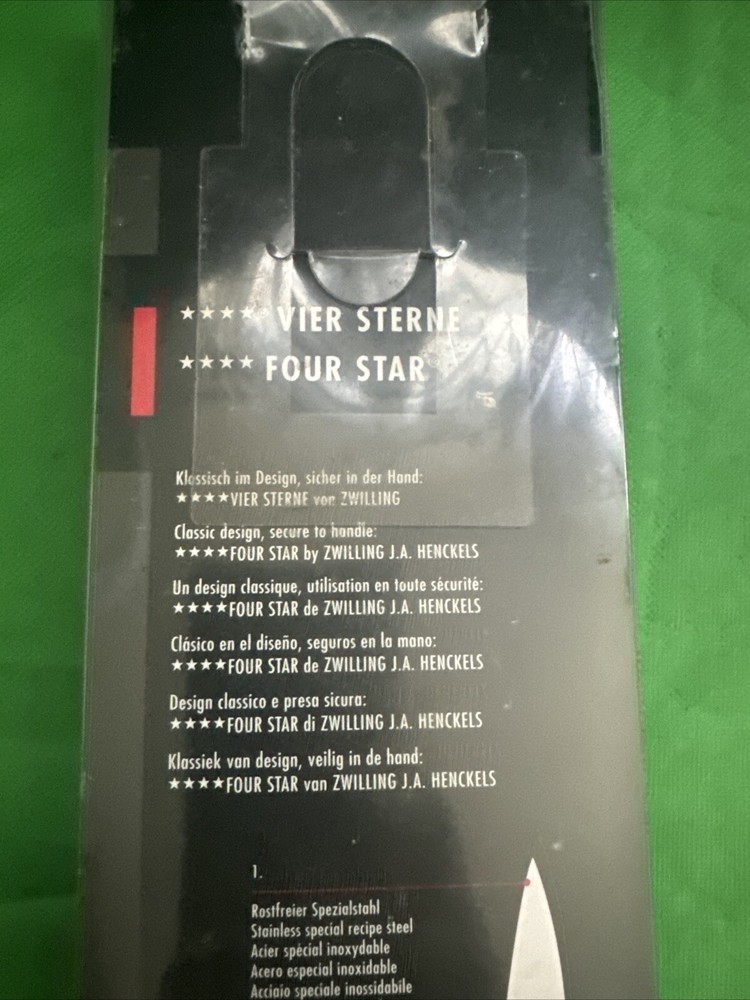 ★★★★ VIER STERNE
★★★★ FOUR STAR
Klassisch im Design, sicher in der Hand:
★★★★VIER STERNE von ZWILLING
Classic design, secure to handle:
★★★★FOUR STAR by ZWILLING J.A. HENCKELS
Un design classique, utilisation en toute sécurité:
★★★★FOUR STAR de ZWILLING J.A. HENCKELS
Clásico en el diseño, seguros en la mano:
★★★★FOUR STAR de ZWILLING J.A. HENCKELS
Design classico e presa sicura:
★★★★FOUR STAR di ZWILLING J.A. HENCKELS
Klassiek van design, veilig in de hand:
★★★★FOUR STAR van ZWILLING J.A. HENCKELS
1.
Rostfreier Spezialstahl
Stainless special recipe steel
Acier spécial inoxydable
Acero especial inoxidable
Acciaio speciale inossidabile